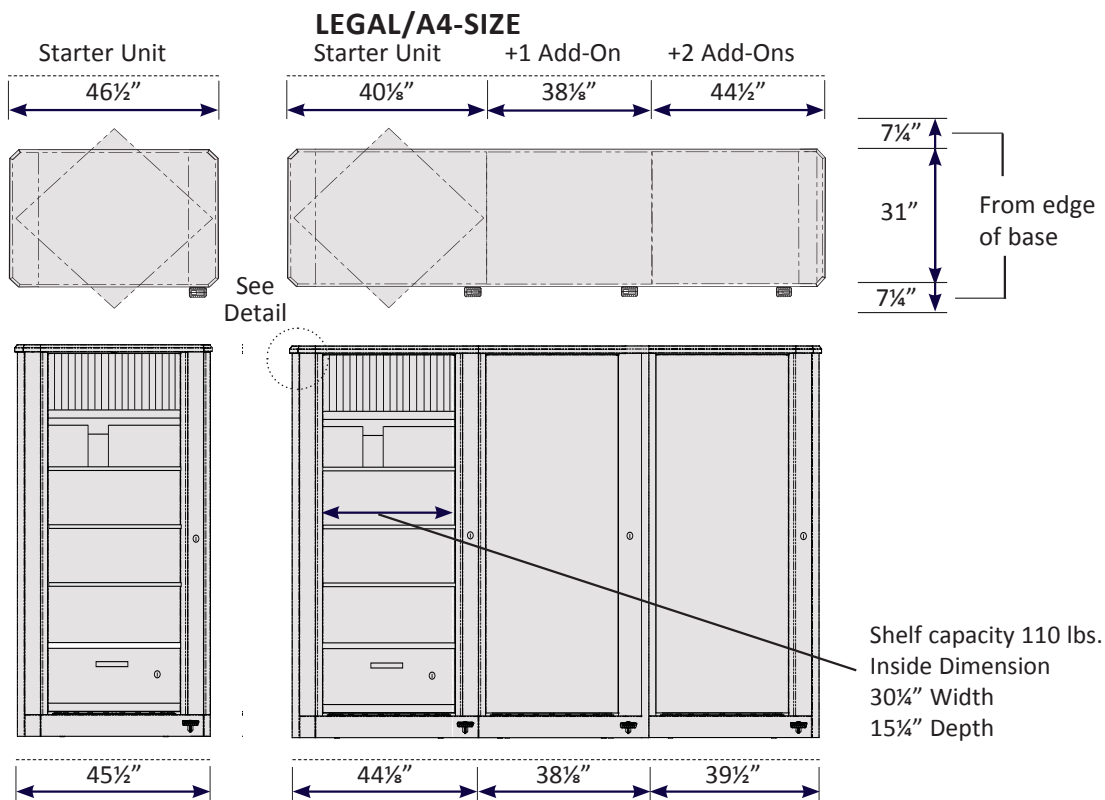 LEGAL/A4-SIZE
Starter Unit
Starter Unit
+1 Add-On
+2 Add-Ons
46½”
40⅛”
38⅛”
44½”
7¼”
31”
From edge
of base
7¼”
See
Detail
Shelf capacity 110 lbs.
Inside Dimension
30¼” Width
15¼” Depth
45½”
44⅛”
38⅛”
39½”